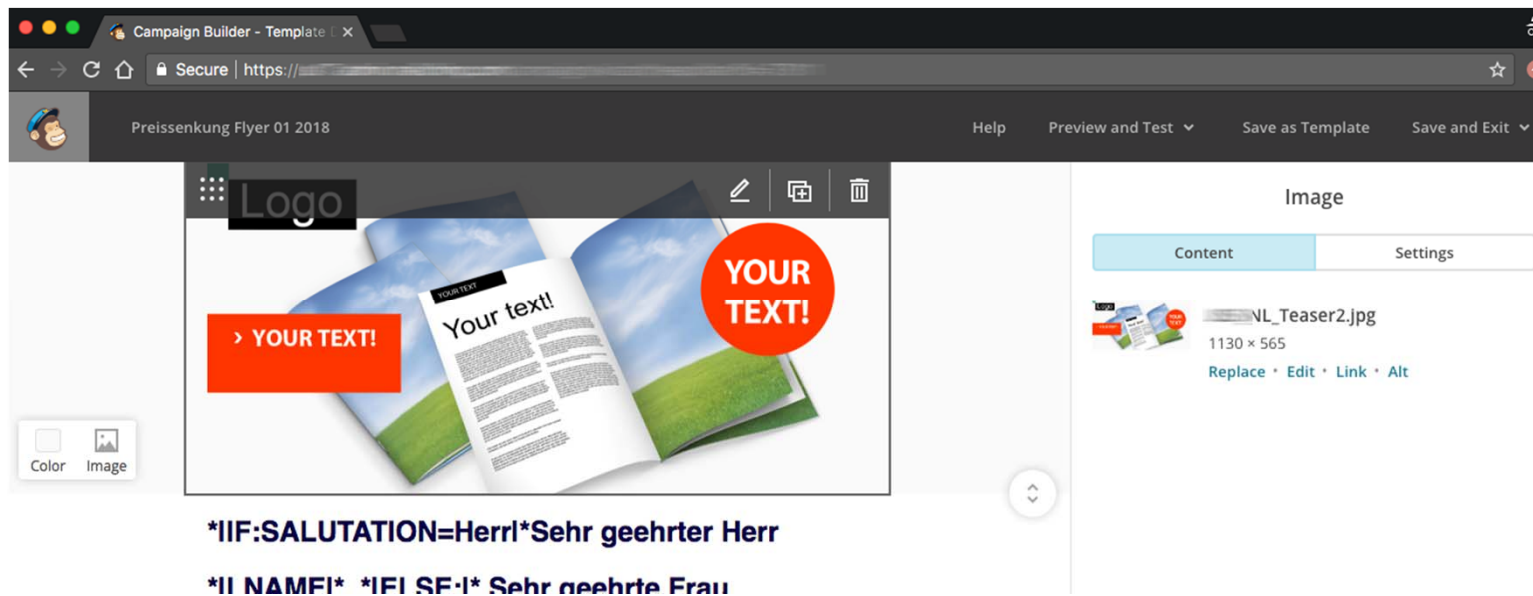 Campaign Builder - Template D
Secure | https://
Preissenkung Flyer 01 2018
Help Preview and Test Save as Template Save and Exit
Logo
YOUR TEXT
Your text!
YOUR
TEXT!
> YOUR TEXT!
Color Image
Image
Content Settings
NL_Teaser2.jpg
1130 × 565
Replace • Edit • Link • Alt
*|IF:SALUTATION=Herr|*Sehr geehrter Herr
*|LNAME|* *|ELSE:|* Sehr geehrte Frau